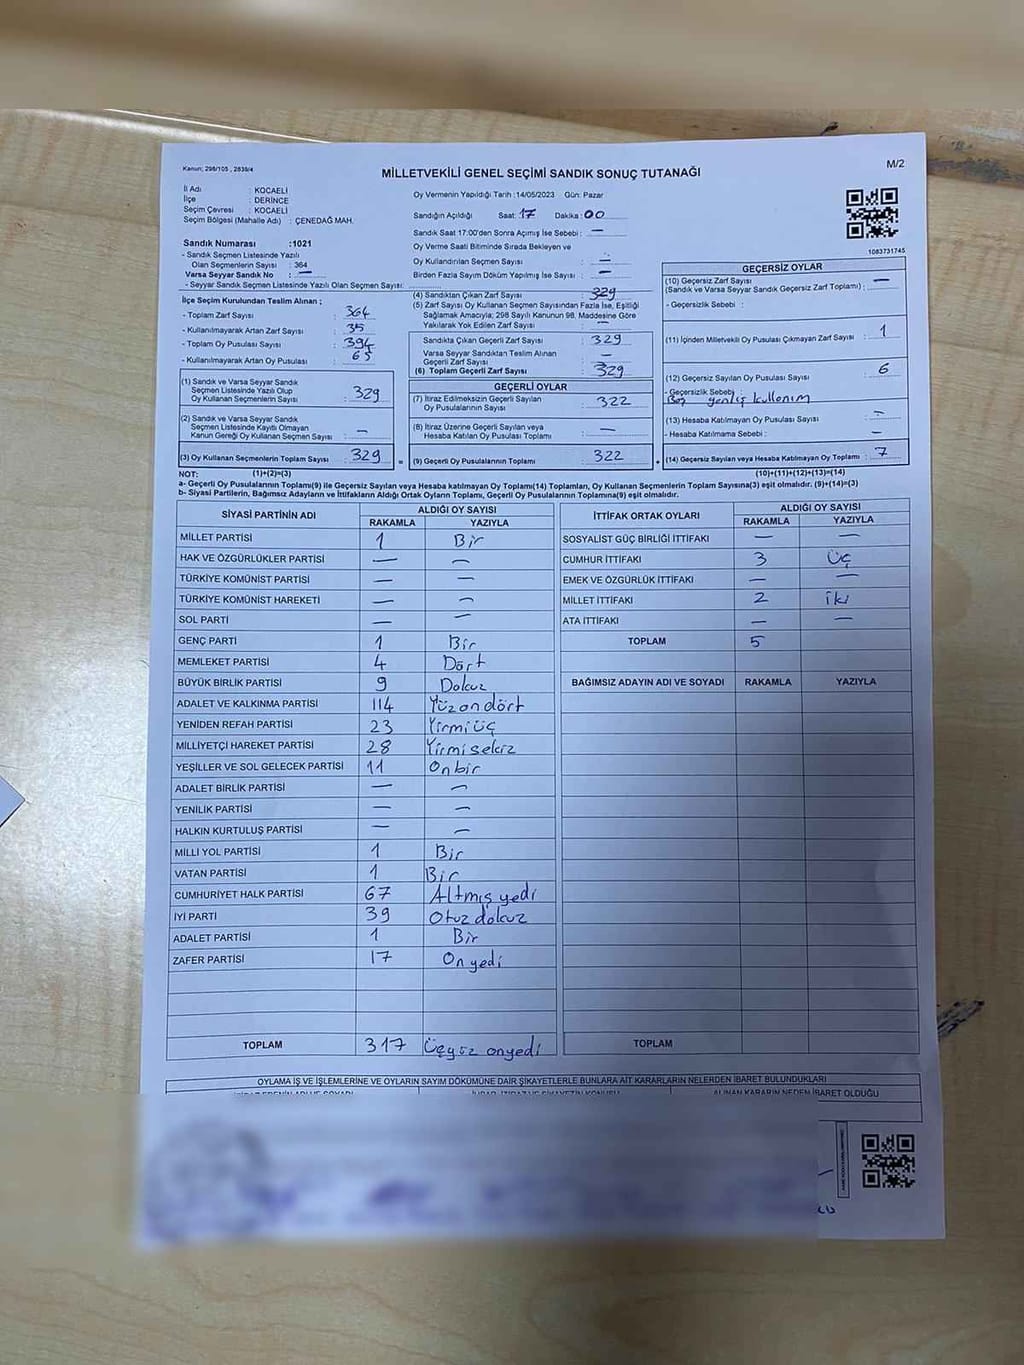 Kanun; 298/105 , 2839/4
M/2
MİLLETVEKİLİ GENEL SEÇİMİ SANDIK SONUÇ TUTANAĞI
İl Adı : KOCAELİ
İlçe : DERİNCE
Seçim Çevresi : KOCAELİ
Seçim Bölgesi (Mahalle Adı) : ÇENEDAĞ MAH.
Sandık Numarası :1021
- Sandık Seçmen Listesinde Yazılı
Olan Seçmenlerin Sayısı : 364
Varsa Seyyar Sandık No : —
- Seyyar Sandık Seçmen Listesinde Yazılı Olan Seçmen Sayısı:
Oy Vermenin Yapıldığı Tarih :14/05/2023 Gün: Pazar
Sandığın Açıldığı Saat: 17 Dakika: 00
Sandık Saat 17.00'den Sonra Açılmış İse Sebebi : —
Oy Verme Saati Bitiminde Sırada Bekleyen ve
Oy Kullandırılan Seçmen Sayısı : —
Birden Fazla Sayım Döküm Yapılmış İse Sayısı : —
1083731745
İlçe Seçim Kurulundan Teslim Alınan ;
- Toplam Zarf Sayısı : 364
- Kullanılmayarak Artan Zarf Sayısı : 35
- Toplam Oy Pusulası Sayısı : 394
- Kullanılmayarak Artan Oy Pusulası : 65
(1) Sandık ve Varsa Seyyar Sandık
Seçmen Listesinde Yazılı Olup
Oy Kullanan Seçmenlerin Sayısı : 329
(2) Sandık ve Varsa Seyyar Sandık
Seçmen Listesinde Kayıtlı Olmayan
Kanun Gereği Oy Kullanan Seçmen Sayısı : —
(3) Oy Kullanan Seçmenlerin Toplam Sayısı : 329 =
(4) Sandıktan Çıkan Zarf Sayısı : 329
(5) Zarf Sayısı Oy Kullanan Seçmen Sayısından Fazla İse, Eşitliği
Sağlamak Amacıyla; 298 Sayılı Kanunun 98. Maddesine Göre
Yakılarak Yok Edilen Zarf Sayısı : —
Sandıkta Çıkan Geçerli Zarf Sayısı : 329
Varsa Seyyar Sandıktan Teslim Alınan
Geçerli Zarf Sayısı : —
(6) Toplam Geçerli Zarf Sayısı : 329
GEÇERLİ OYLAR
(7) İtiraz Edilmeksizin Geçerli Sayılan
Oy Pusulalarının Sayısı : 322
(8) İtiraz Üzerine Geçerli Sayılan veya
Hesaba Katılan Oy Pusulası Toplamı : —
(9) Geçerli Oy Pusulalarının Toplamı : 322 +
GEÇERSİZ OYLAR
(10) Geçersiz Zarf Sayısı
(Sandık ve Varsa Seyyar Sandık Geçersiz Zarf Toplamı) : —
- Geçersizlik Sebebi :
(11) İçinden Milletvekili Oy Pusulası Çıkmayan Zarf Sayısı : 1
(12) Geçersiz Sayılan Oy Pusulası Sayısı : 6
- Geçersizlik Sebebi :
yanlış kullanım
(13) Hesaba Katılmayan Oy Pusulası Sayısı : —
- Hesaba Katılmama Sebebi : —
(14) Geçersiz Sayılan veya Hesaba Katılmayan Oy Toplamı : 7
NOT: (1)+(2)=(3) (10)+(11)+(12)+(13)=(14)
a- Geçerli Oy Pusulalarının Toplamı(9) ile Geçersiz Sayılan veya Hesaba Katılmayan Oy Toplamı(14) Toplamları, Oy Kullanan Seçmenlerin Toplam Sayısına(3) eşit olmalıdır. (9)+(14)=(3)
b- Siyasi Partilerin, Bağımsız Adayların ve İttifakların Aldığı Ortak Oyların Toplamı, Geçerli Oy Pusulalarının Toplamına(9) eşit olmalıdır.
SİYASİ PARTİNİN ADI ALDIĞI OY SAYISI
RAKAMLA YAZIYLA
MİLLET PARTİSİ 1 Bir
HAK VE ÖZGÜRLÜKLER PARTİSİ — —
TÜRKİYE KOMÜNİST PARTİSİ — —
TÜRKİYE KOMÜNİST HAREKETİ — —
SOL PARTİ — —
GENÇ PARTİ 1 Bir
MEMLEKET PARTİSİ 4 Dört
BÜYÜK BİRLİK PARTİSİ 9 Dokuz
ADALET VE KALKINMA PARTİSİ 114 Yüz on dört
YENİDEN REFAH PARTİSİ 23 Yirmi üç
MİLLİYETÇİ HAREKET PARTİSİ 28 Yirmi sekiz
YEŞİLLER VE SOL GELECEK PARTİSİ 11 On bir
ADALET BİRLİK PARTİSİ — —
YENİLİK PARTİSİ — —
HALKIN KURTULUŞ PARTİSİ — —
MİLLİ YOL PARTİSİ 1 Bir
VATAN PARTİSİ 1 Bir
CUMHURİYET HALK PARTİSİ 67 Altmış yedi
İYİ PARTİ 39 Otuz dokuz
ADALET PARTİSİ 1 Bir
ZAFER PARTİSİ 17 On yedi
TOPLAM 317 Üçyüz onyedi
İTTİFAK ORTAK OYLARI ALDIĞI OY SAYISI
RAKAMLA YAZIYLA
SOSYALİST GÜÇ BİRLİĞİ İTTİFAKI — —
CUMHUR İTTİFAKI 3 Üç
EMEK VE ÖZGÜRLÜK İTTİFAKI — —
MİLLET İTTİFAKI 2 iki
ATA İTTİFAKI — —
TOPLAM 5
BAĞIMSIZ ADAYIN ADI VE SOYADI RAKAMLA YAZIYLA
TOPLAM
OYLAMA İŞ VE İŞLEMLERİNE VE OYLARIN SAYIM DÖKÜMÜNE DAİR ŞİKAYETLERLE BUNLARA AİT KARARLARIN NELERDEN İBARET BULUNDUKLARI
ALINAN KARARIN NEDEN İBARET OLDUĞU